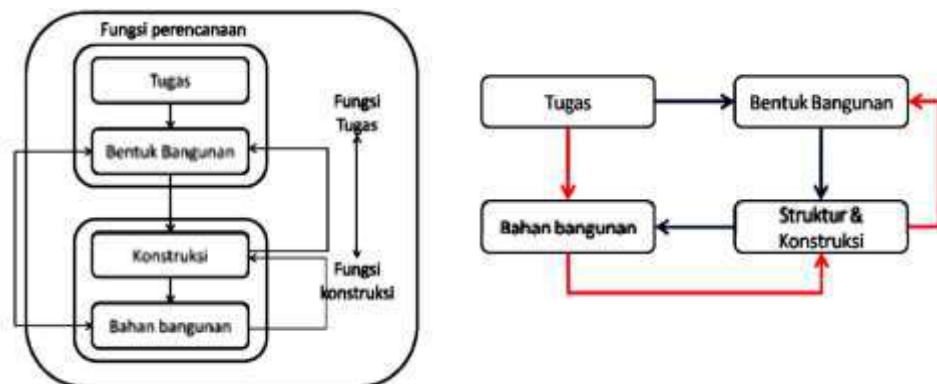 Fungsi perencanaan
Tugas
Bentuk Bangunan
Konstruksi
Bahan bangunan
Fungsi
Tugas
Fungsi
konstruksi
Tugas
Bentuk Bangunan
Bahan bangunan
Struktur &
Konstruksi